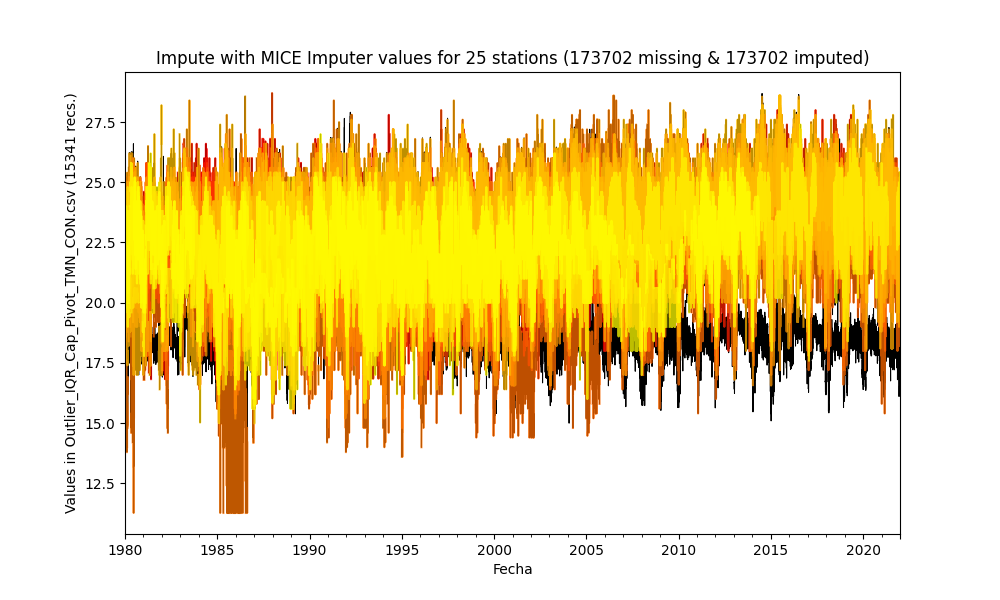 Impute with MICE Imputer values for 25 stations (173702 missing & 173702 imputed)
Values in Outlier_IQR_Cap_Pivot_TMN_CON.csv (15341 recs.)
27.5
25.0
22.5
20.0
17.5
15.0
12.5
1980 1985 1990 1995 2000 2005 2010 2015 2020
Fecha